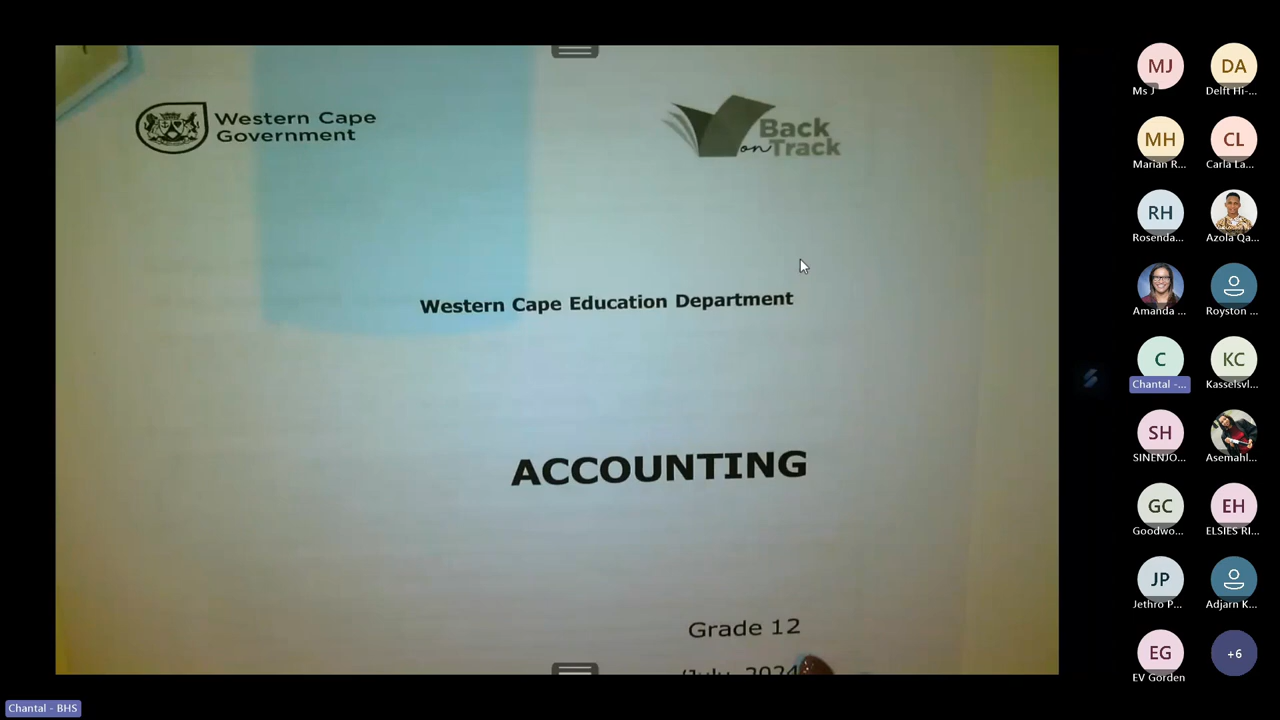 Western Cape
Government
Back
on Track
Western Cape Education Department
ACCOUNTING
Grade 12
July 2024
MJ
Ms J
DA
Delft Hi-...
MH
Marian R...
CL
Carla La...
RH
Rosenda...
Azola Qa...
Amanda ...
Royston ...
C
Chantal -...
KC
Kasselsvl...
SH
SINENJO...
Asemahl...
GC
Goodwo...
EH
ELSIES RI...
JP
Jethro P...
Adjarn K...
EG
EV Gorden
+6
Chantal - BHS